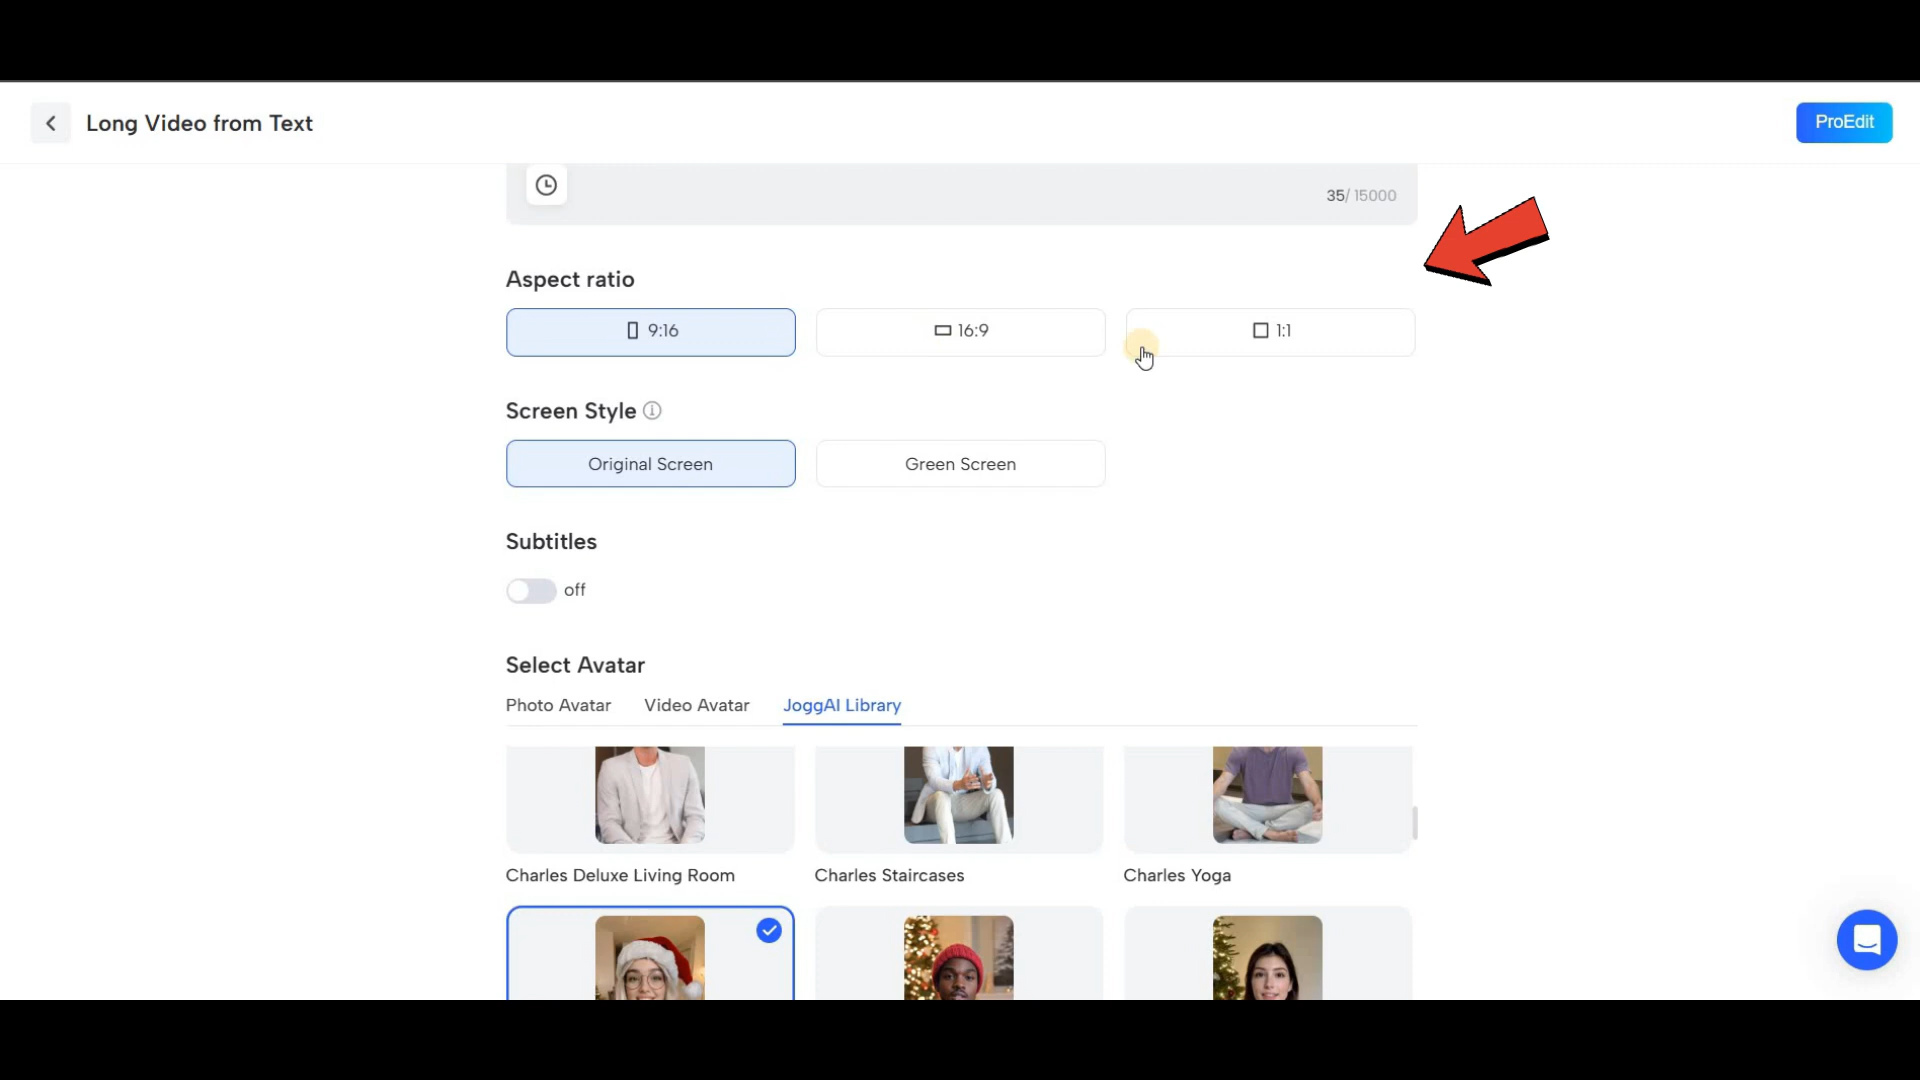 Long Video from Text
ProEdit
35/ 15000
Aspect ratio
9:16
16:9
1:1
Screen Style
Original Screen
Green Screen
Subtitles
off
Select Avatar
Photo Avatar
Video Avatar
JoggAI Library
Charles Deluxe Living Room
Charles Staircases
Charles Yoga